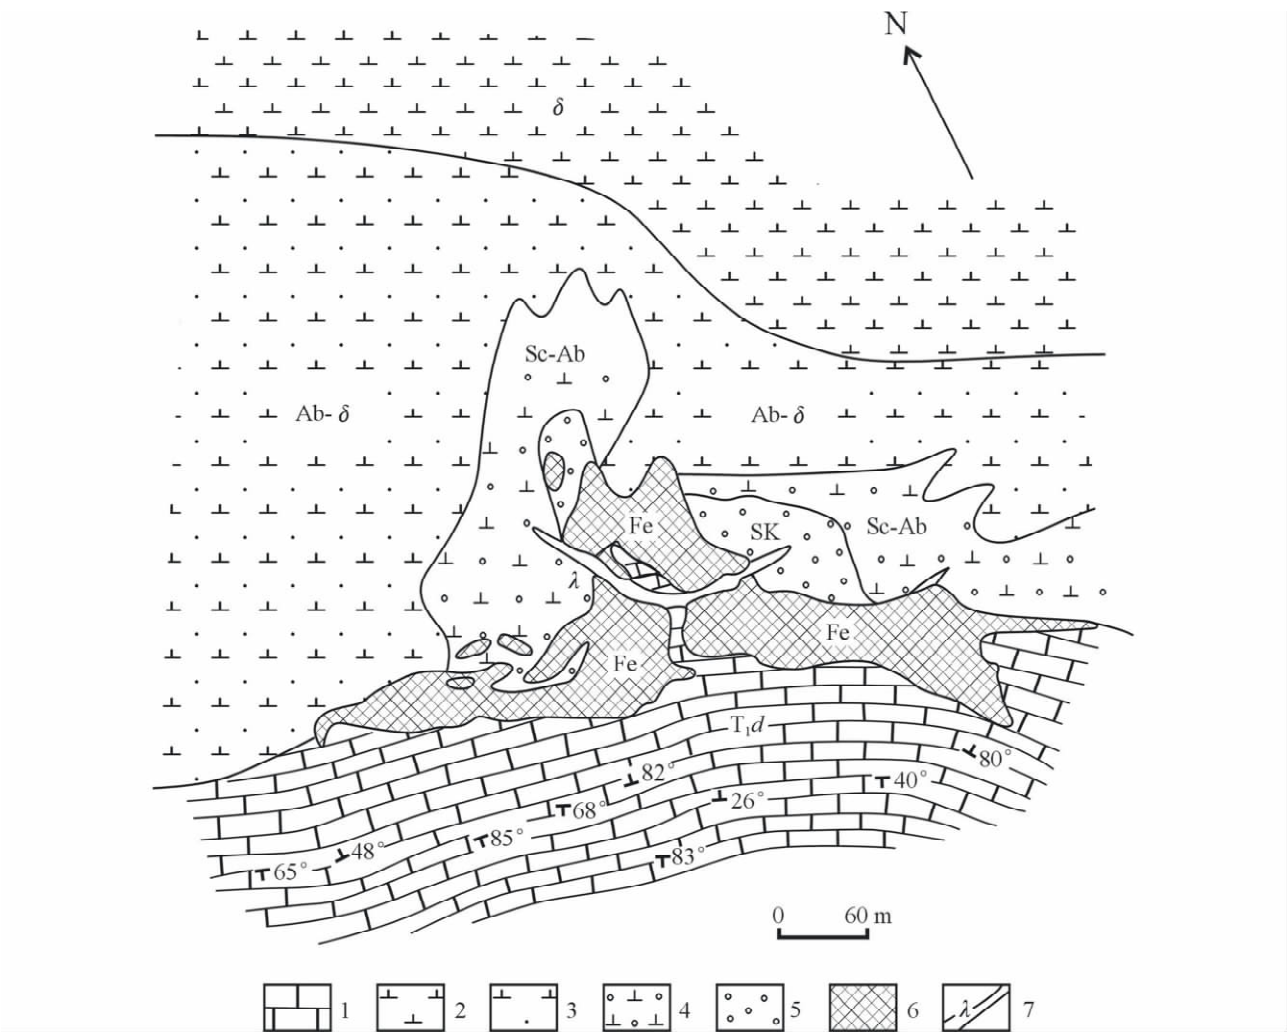 N
δ
Sc-Ab
Ab- δ
Ab- δ
Fe
SK
Sc-Ab
λ
Fe
Fe
T₁d
80°
82°
40°
26°
68°
85°
48°
83°
65°
0 60 m
1 2 3 4 5 6 λ 7